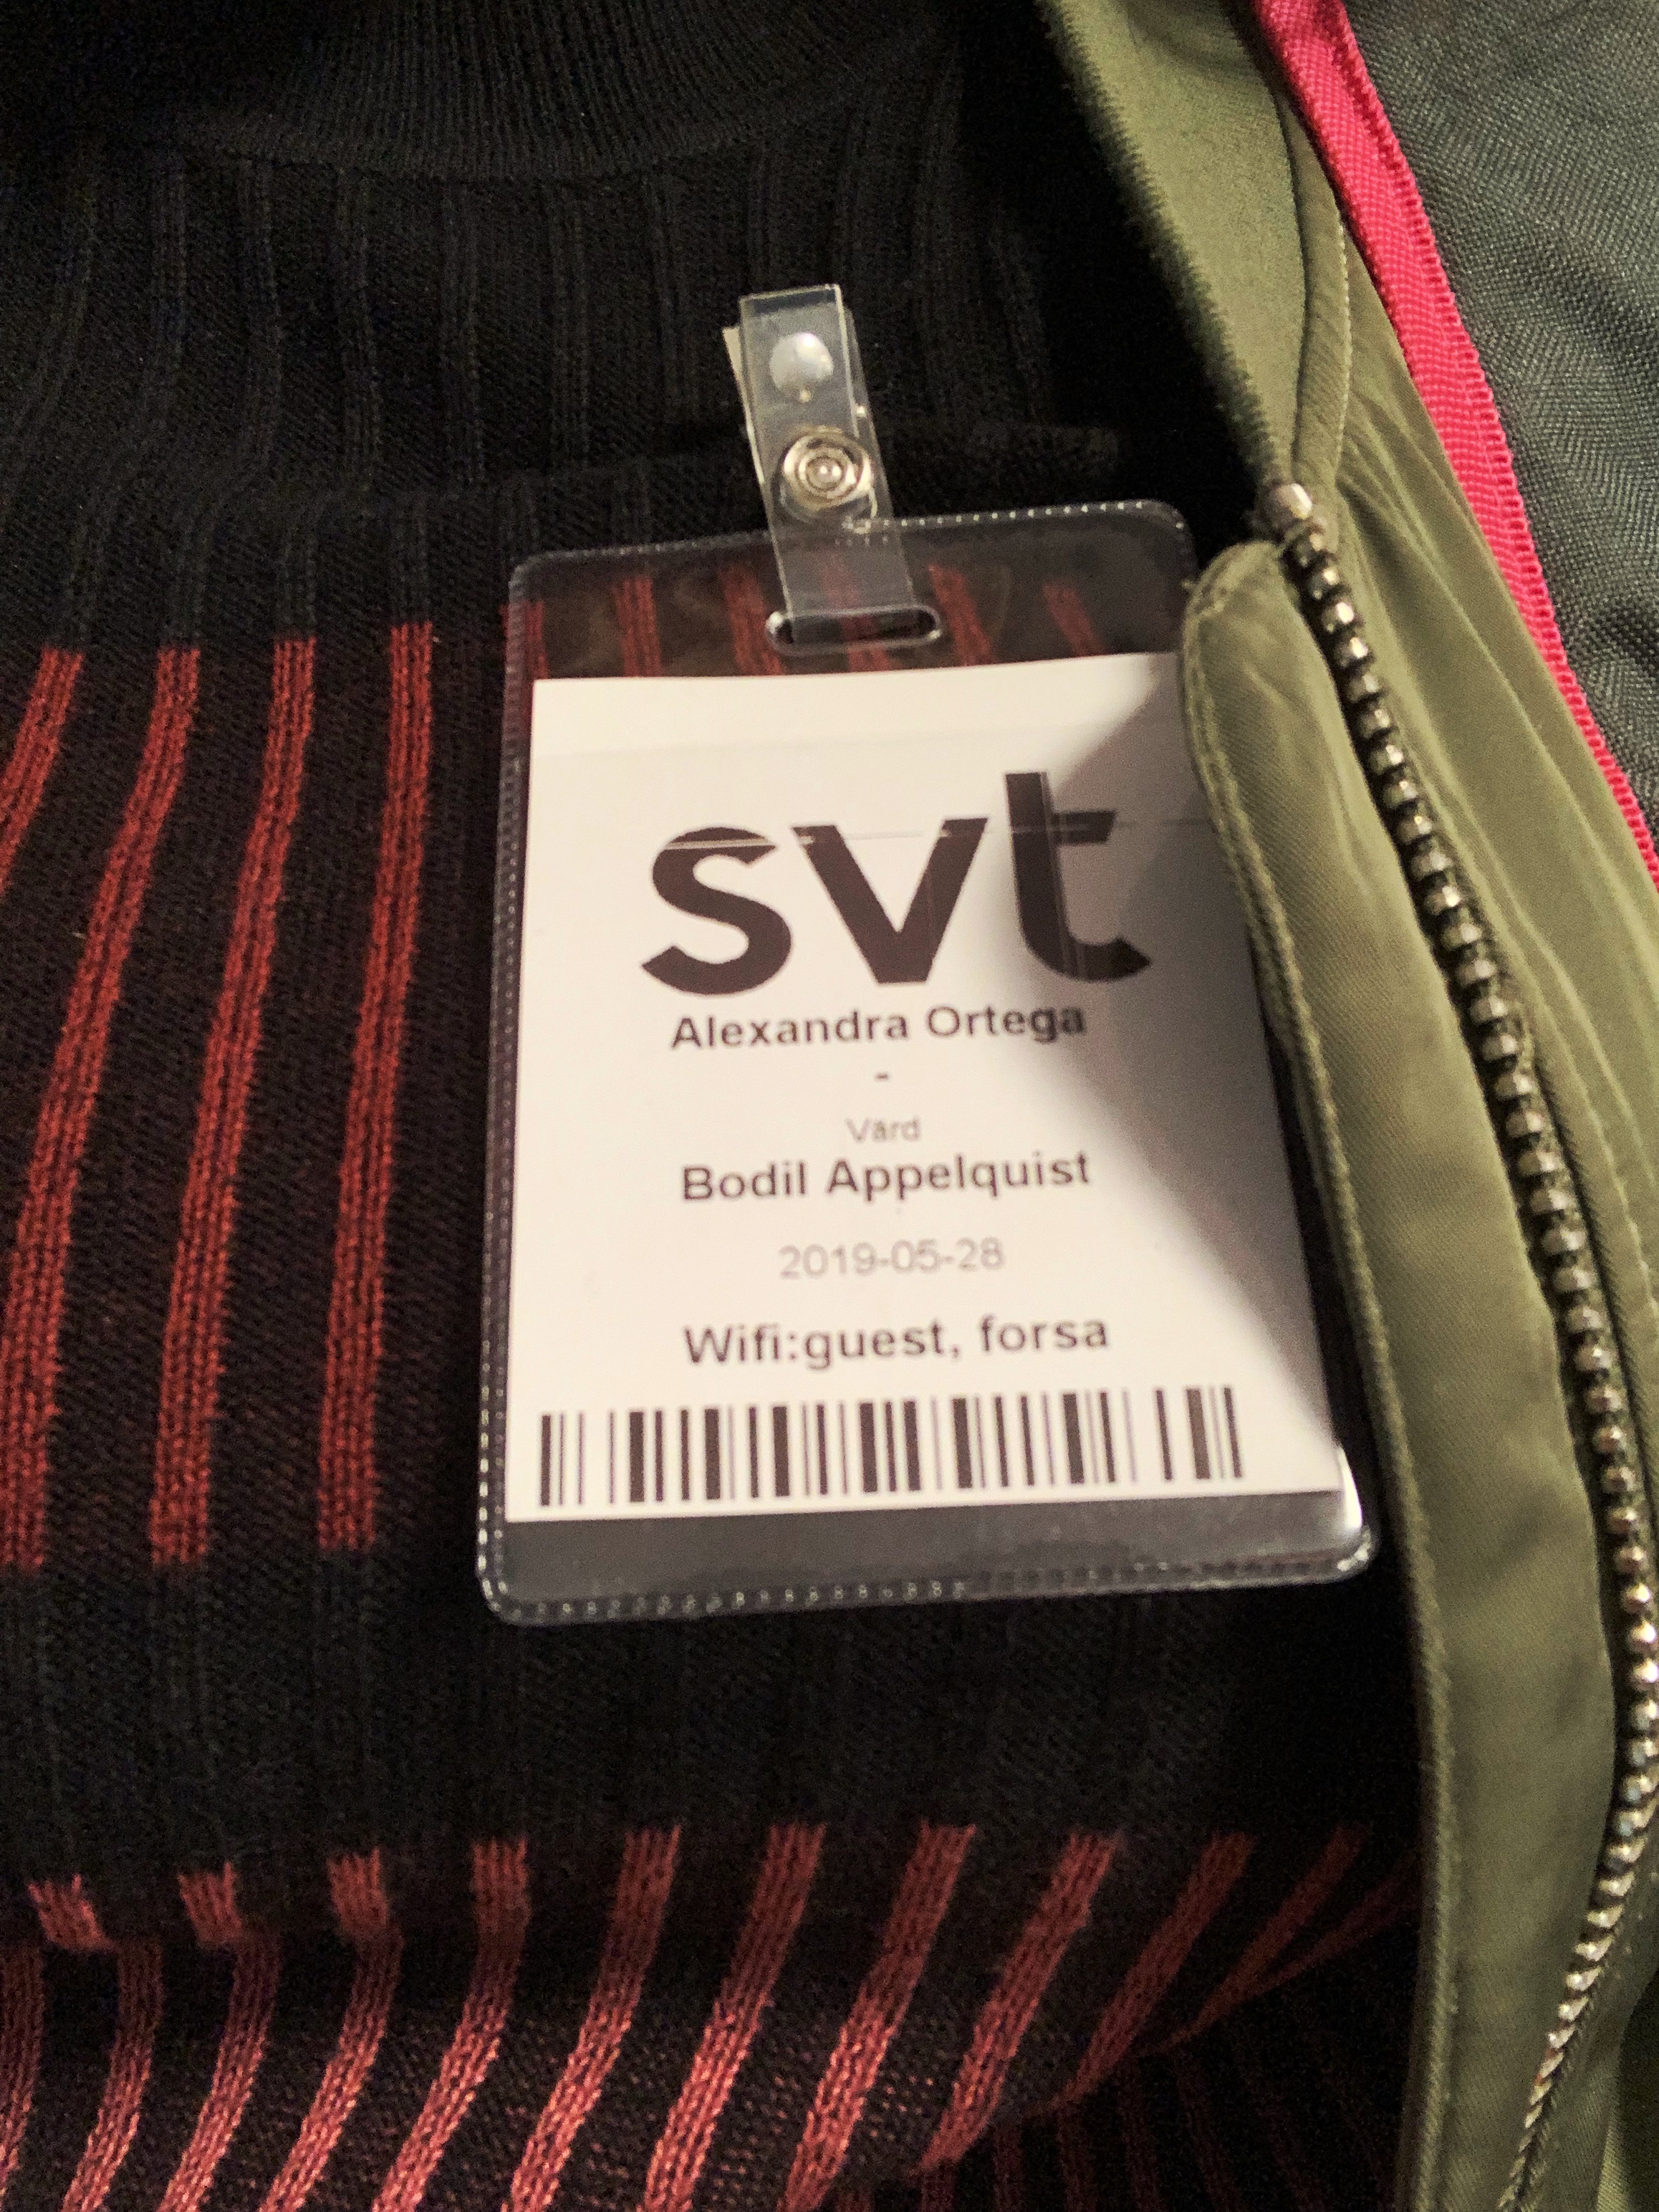 svt
Alexandra Ortega
-
Värd
Bodil Appelquist
2019-05-28
Wifi:guest, forsa